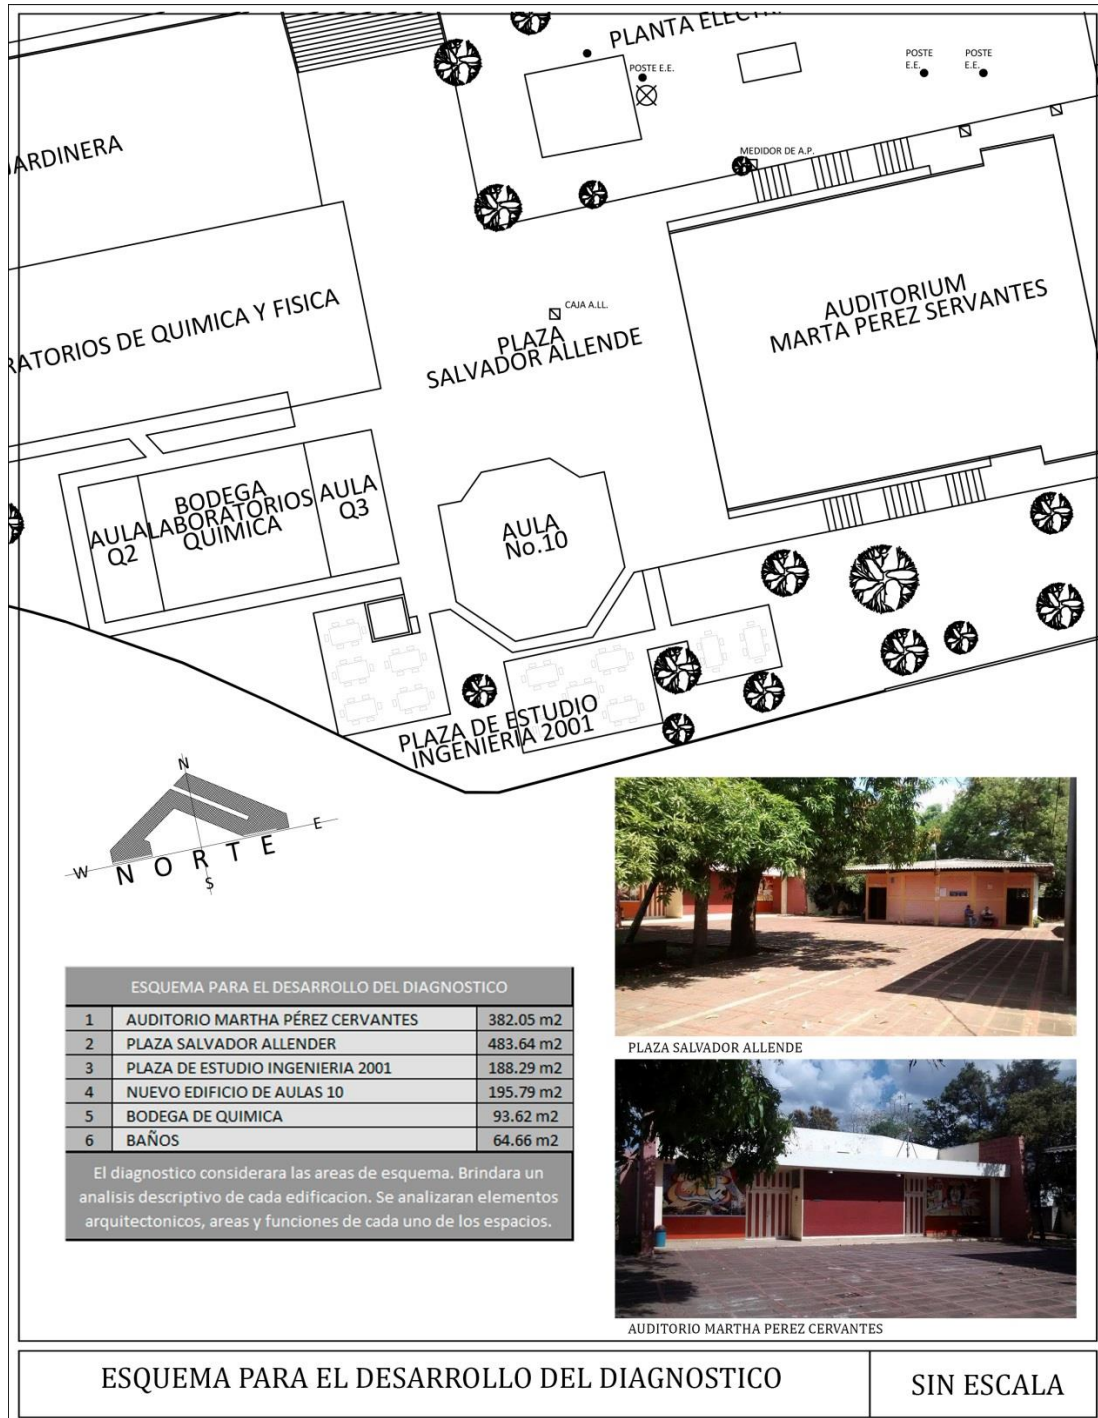 PLANTA ELECTRI
POSTE E.E.
POSTE
E.E.
POSTE
E.E.
MEDIDOR DE A.P.
ARDINERA
RATORIOS DE QUIMICA Y FISICA
CAJA A.LL.
PLAZA
SALVADOR ALLENDE
AUDITORIUM
MARTA PEREZ SERVANTES
AULA
Q2
BODEGA
LABORATORIOS
QUIMICA
AULA
Q3
AULA
No.10
PLAZA DE ESTUDIO
INGENIERIA 2001
N
E
W
S
NORTE
PLAZA SALVADOR ALLENDE
AUDITORIO MARTHA PEREZ CERVANTES
ESQUEMA PARA EL DESARROLLO DEL DIAGNOSTICO
1 AUDITORIO MARTHA PÉREZ CERVANTES 382.05 m2
2 PLAZA SALVADOR ALLENDER 483.64 m2
3 PLAZA DE ESTUDIO INGENIERIA 2001 188.29 m2
4 NUEVO EDIFICIO DE AULAS 10 195.79 m2
5 BODEGA DE QUIMICA 93.62 m2
6 BAÑOS 64.66 m2
El diagnostico considerara las areas de esquema. Brindara un
analisis descriptivo de cada edificacion. Se analizaran elementos
arquitectonicos, areas y funciones de cada uno de los espacios.
ESQUEMA PARA EL DESARROLLO DEL DIAGNOSTICO
SIN ESCALA